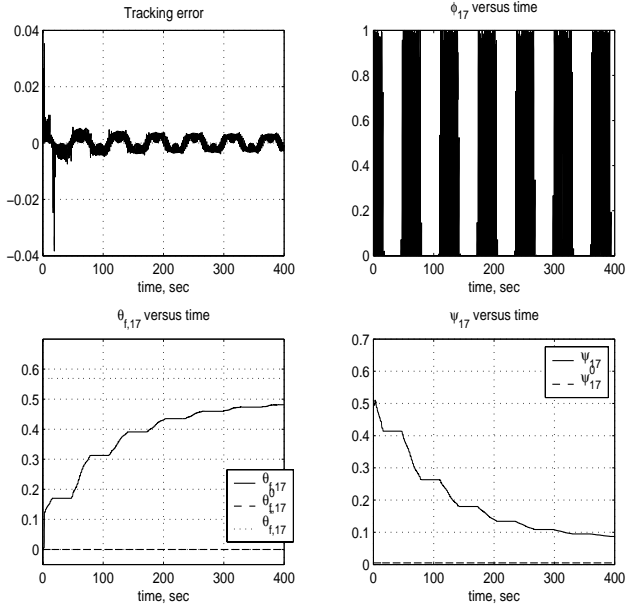 Tracking error
0.04
0.02
0
−0.02
−0.04
0 100 200 300 400
time, sec
ϕ17 versus time
1
0.8
0.6
0.4
0.2
0
0 100 200 300 400
time, sec
θf,17 versus time
0.6
0.5
0.4
0.3
0.2
0.1
0
θf,17
θ0f,17
θf,17
0 100 200 300 400
time, sec
ψ17 versus time
0.7
0.6
0.5
0.4
0.3
0.2
0.1
0
ψ17
ψ017
0 100 200 300 400
time, sec